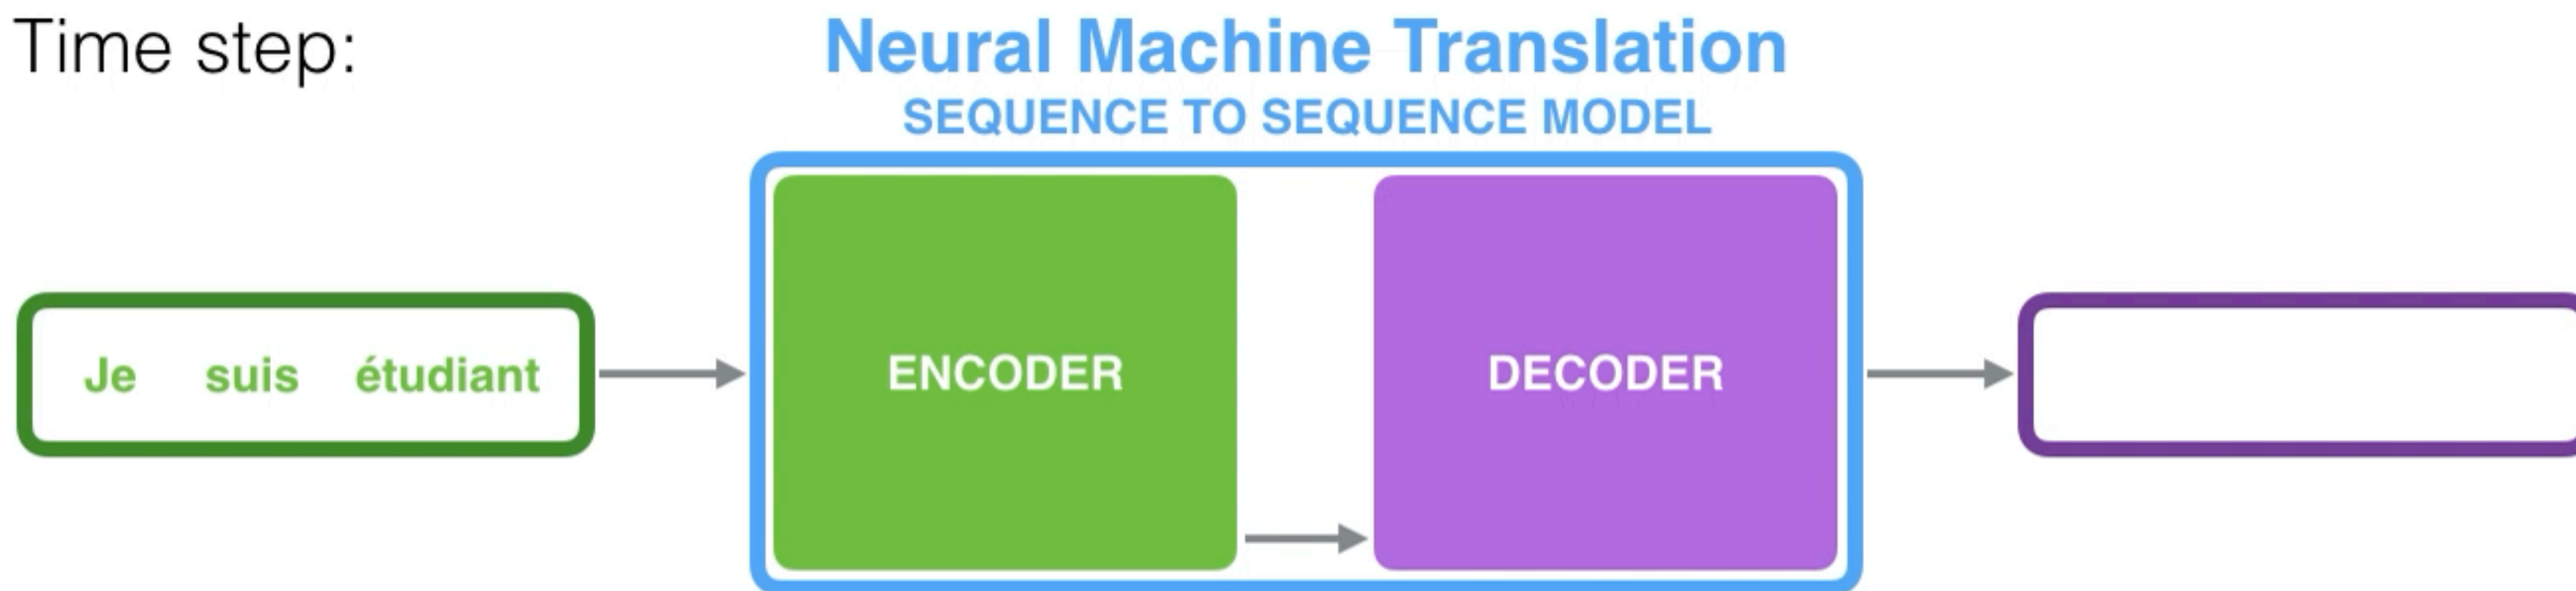 Time step:
Neural Machine Translation
SEQUENCE TO SEQUENCE MODEL
Je suis étudiant
ENCODER
DECODER